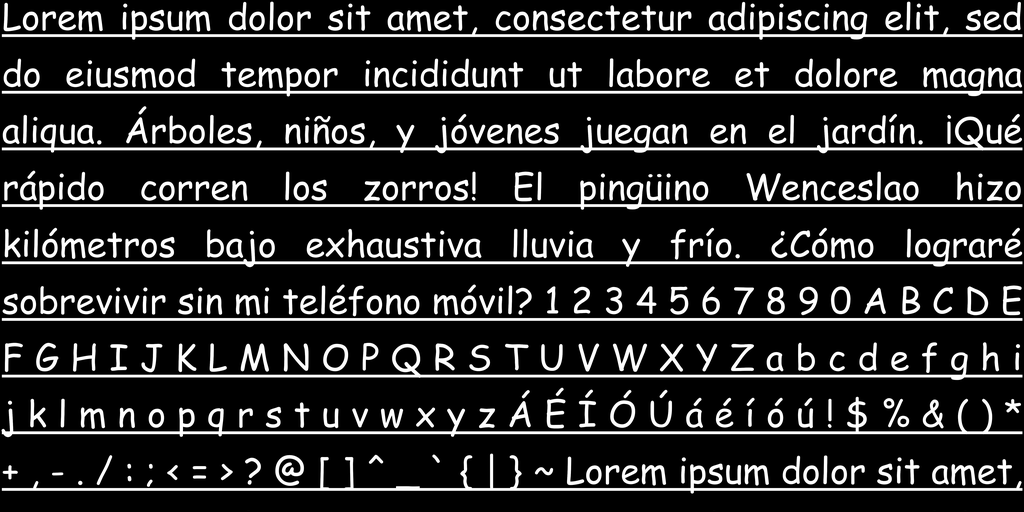 Lorem ipsum dolor sit amet, consectetur adipiscing elit, sed
do eiusmod tempor incididunt ut labore et dolore magna
aliqua. Árboles, niños, y jóvenes juegan en el jardín. ¡Qué
rápido corren los zorros! El pingüino Wenceslao hizo
kilómetros bajo exhaustiva lluvia y frío. ¿Cómo lograré
sobrevivir sin mi teléfono móvil? 1 2 3 4 5 6 7 8 9 0 A B C D E
F G H I J K L M N O P Q R S T U V W X Y Z a b c d e f g h i
j k l m n o p q r s t u v w x y z Á É Í Ó Ú á é í ó ú ! $ % & ( ) *
+ , - . / : ; < = > ? @ [ ] ^ _ ` { | } ~ Lorem ipsum dolor sit amet,